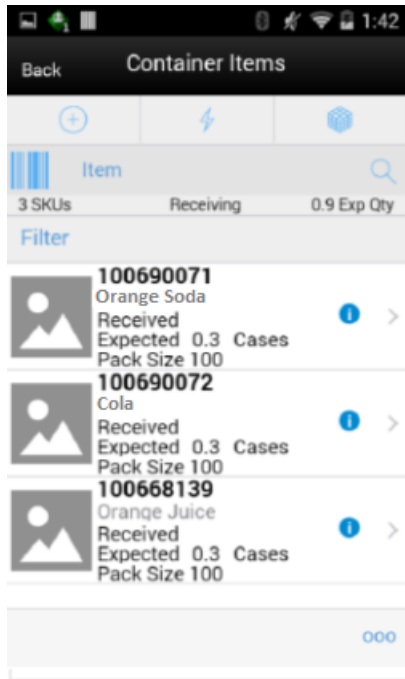 1:42
Back Container Items
Item
3 SKUs Receiving 0.9 Exp Qty
Filter
100690071
Orange Soda
Received
Expected 0.3 Cases
Pack Size 100
100690072
Cola
Received
Expected 0.3 Cases
Pack Size 100
100668139
Orange Juice
Received
Expected 0.3 Cases
Pack Size 100